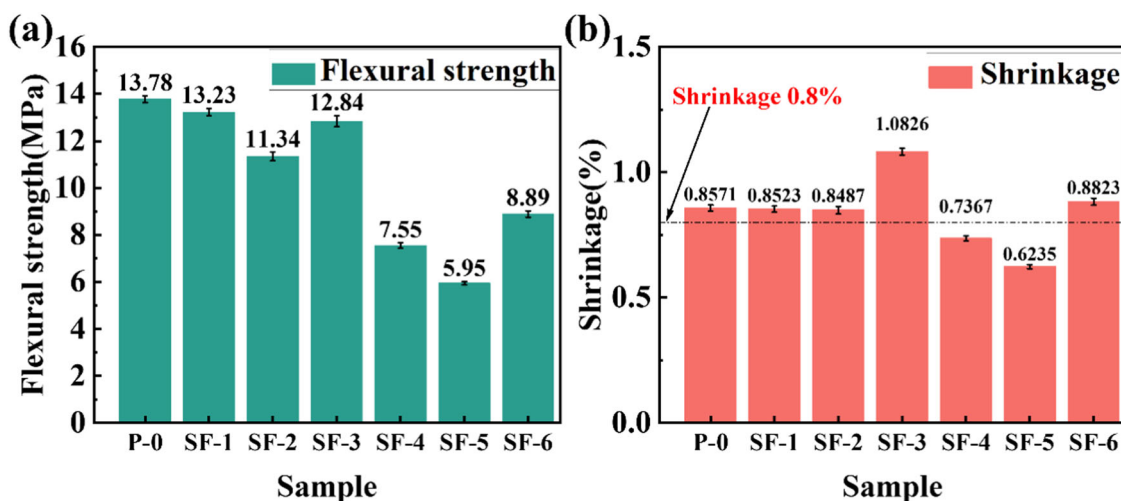 (a)
Flexural strength(MPa)
16
14
12
10
8
6
4
2
0
Flexural strength
13.78
13.23
11.34
12.84
7.55
5.95
8.89
P-0 SF-1 SF-2 SF-3 SF-4 SF-5 SF-6
Sample
(b)
Shrinkage(%)
1.5
1.0
0.5
0.0
Shrinkage
Shrinkage 0.8%
0.8571
0.8523
0.8487
1.0826
0.7367
0.6235
0.8823
P-0 SF-1 SF-2 SF-3 SF-4 SF-5 SF-6
Sample